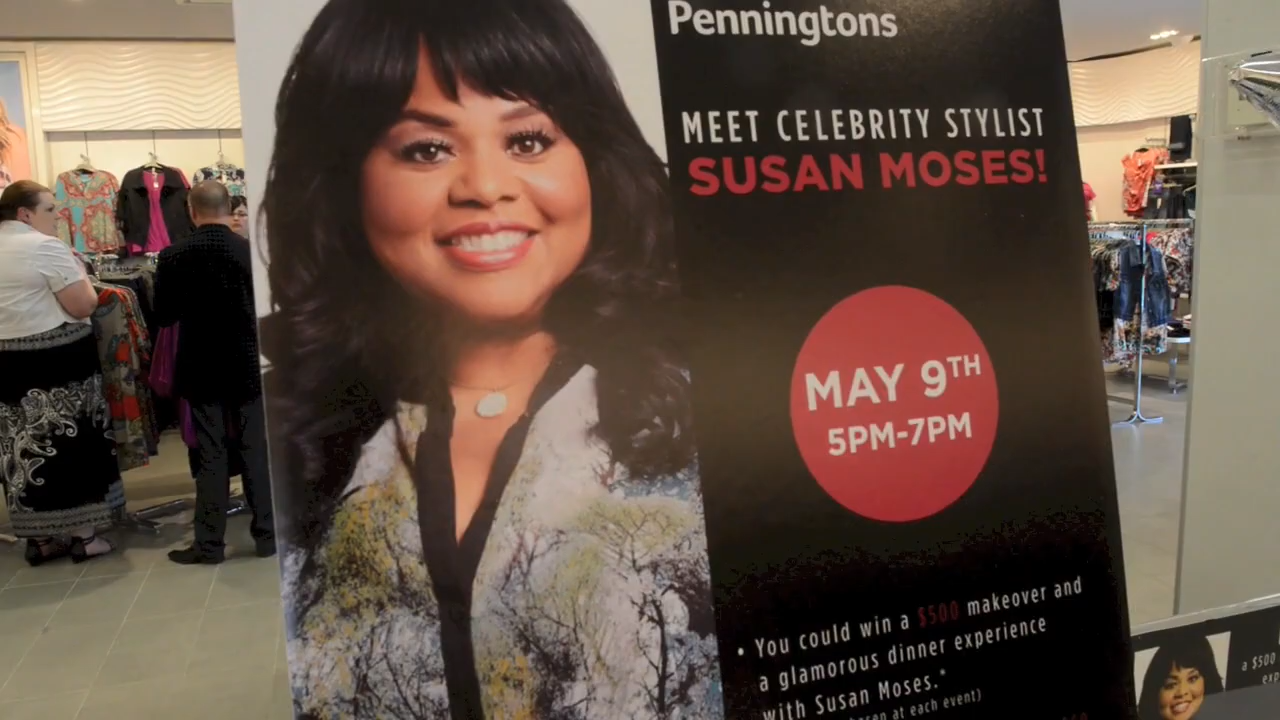 Penningtons
MEET CELEBRITY STYLIST
SUSAN MOSES!
MAY 9TH
5PM-7PM
• You could win a $500 makeover and
a glamorous dinner experience
with Susan Moses.*
at each event)
a $500